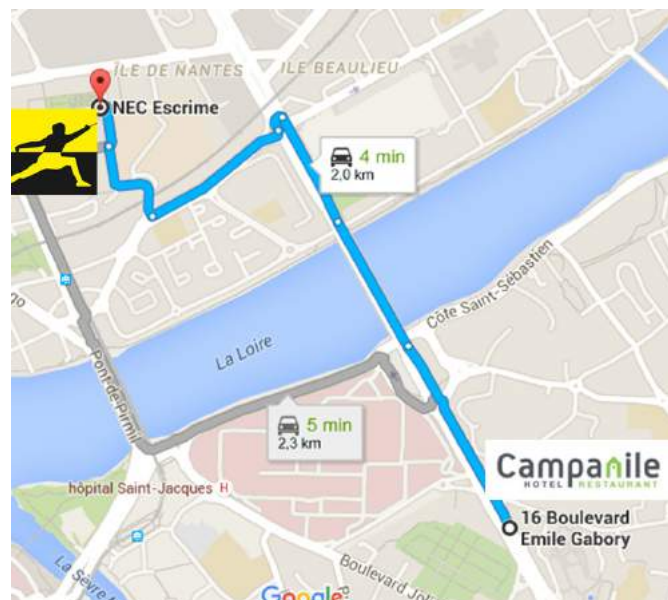 ÎLE DE NANTES
ILE BEAULIEU
NEC Escrime
4 min
2,0 km
Côte Saint-Sébastien
La Loire
Pont de Pirmil
5 min
2,3 km
Campanile
HOTEL RESTAURANT
hôpital Saint-Jacques H
16 Boulevard
Emile Gabory
La Sèvre
Boulevard
Google